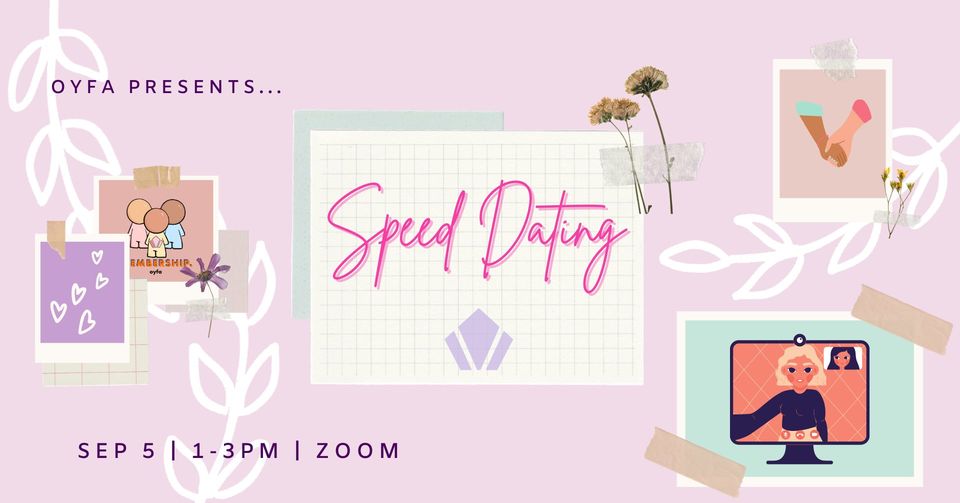 OYFA PRESENTS...
Speed Dating
EMBERSHIP.
oyfa
SEP 5 | 1-3PM | ZOOM